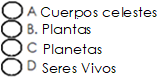 A Cuerpos celestes
B. Plantas
C Planetas
D Seres Vivos